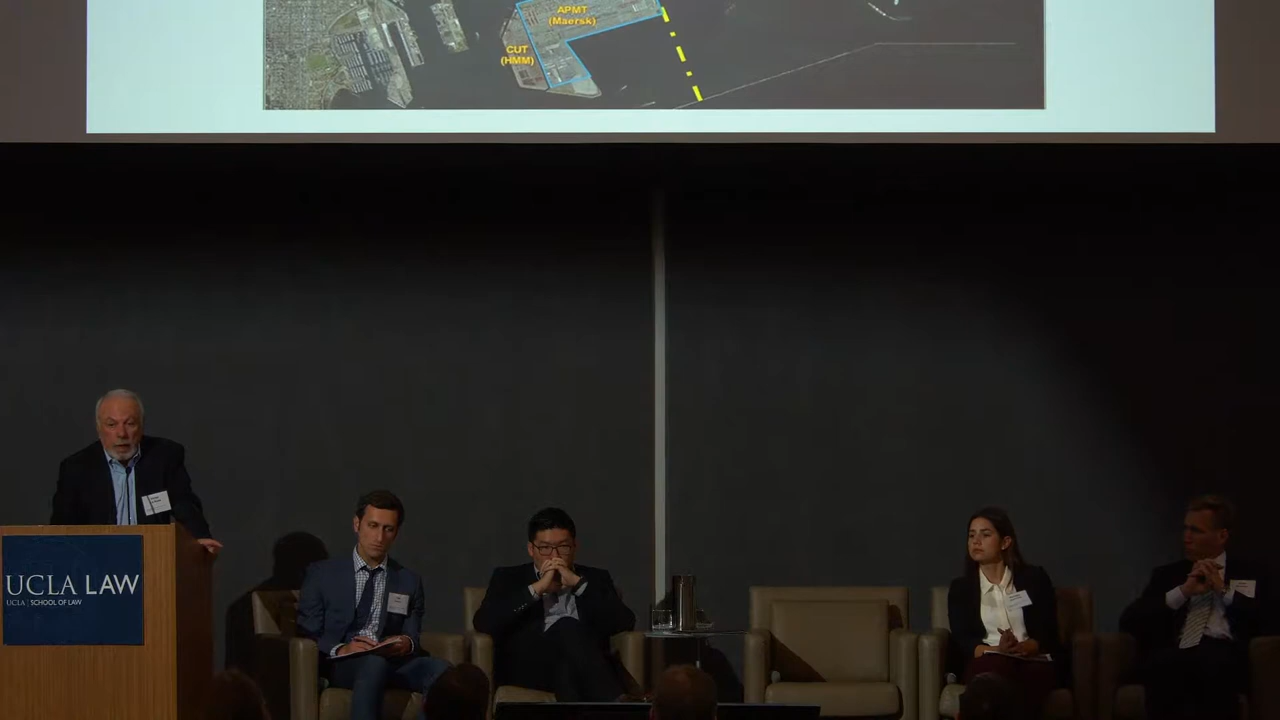 APMT
(Maersk)
CUT
(HMM)
UCLA LAW
UCLA | SCHOOL OF LAW